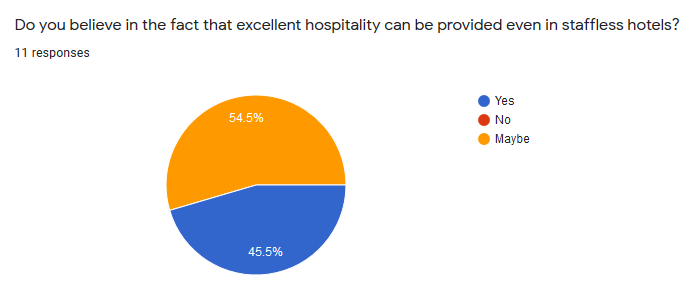 Do you believe in the fact that excellent hospitality can be provided even in staffless hotels?
11 responses
54.5%
45.5%
Yes
No
Maybe